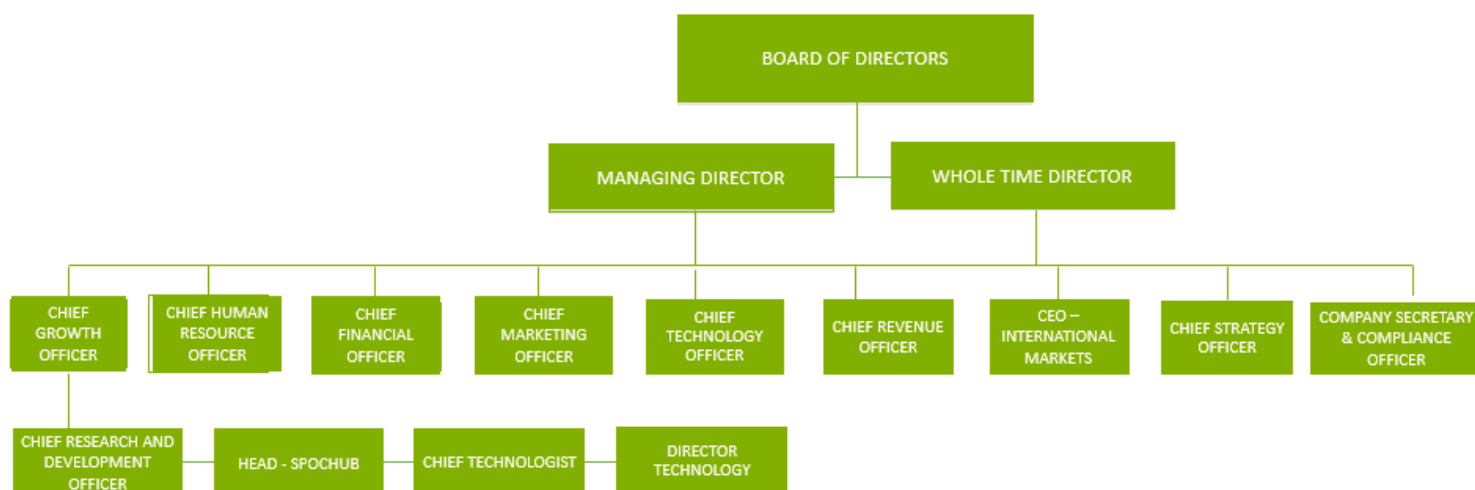 BOARD OF DIRECTORS
MANAGING DIRECTOR
WHOLE TIME DIRECTOR
CHIEF
GROWTH
OFFICER
CHIEF HUMAN
RESOURCE
OFFICER
CHIEF
FINANCIAL
OFFICER
CHIEF
MARKETING
OFFICER
CHIEF
TECHNOLOGY
OFFICER
CHIEF REVENUE
OFFICER
CEO –
INTERNATIONAL
MARKETS
CHIEF STRATEGY
OFFICER
COMPANY SECRETARY
& COMPLIANCE
OFFICER
CHIEF RESEARCH AND
DEVELOPMENT
OFFICER
HEAD - SPOCHUB
CHIEF TECHNOLOGIST
DIRECTOR
TECHNOLOGY